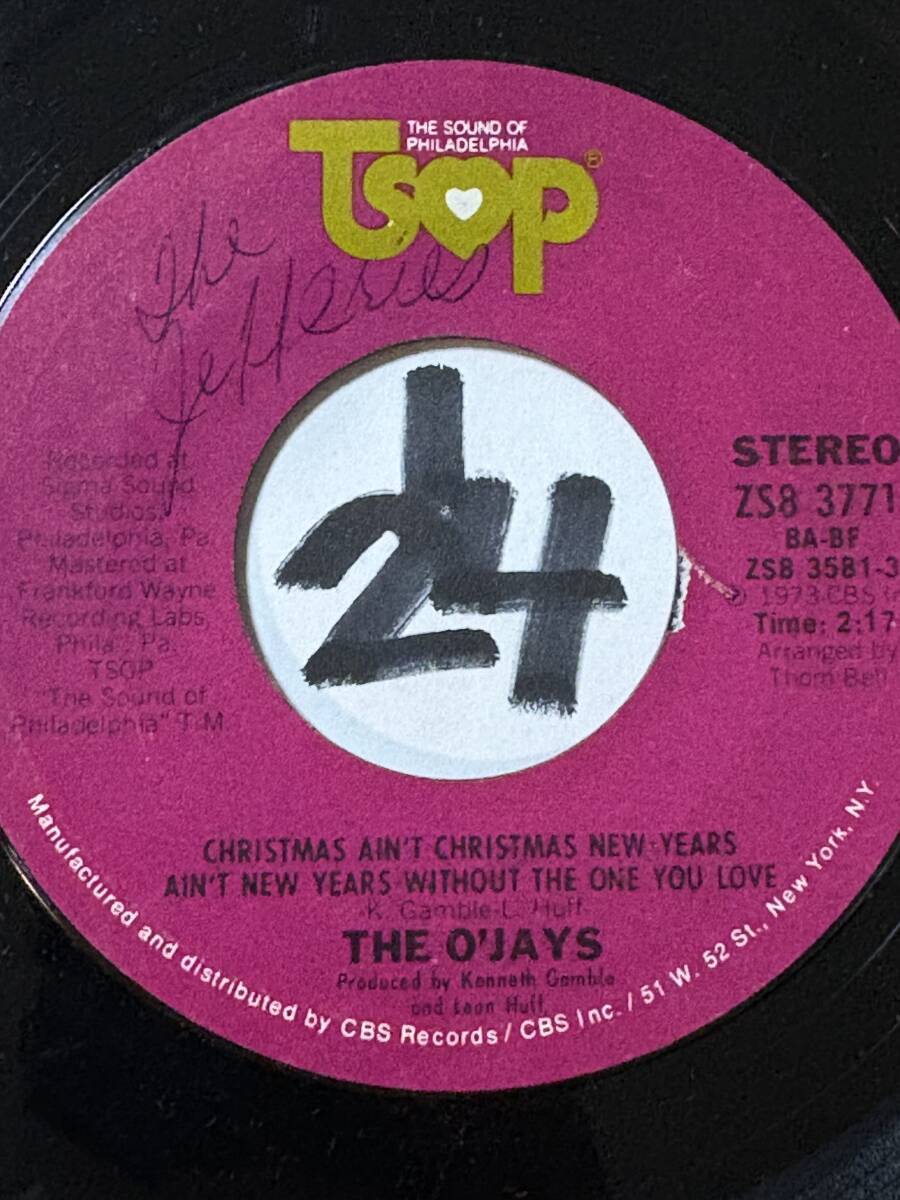 THE SOUND OF
PHILADELPHIA
TSOP®
The
Jefferies
24
Recorded at
Sigma Sound
Studios,
Philadelphia, Pa.
Mastered at
Frankford Wayne
Recording Labs,
Phila., Pa.
TSOP
"The Sound of
Philadelphia" T.M.
STEREO
ZS8 3771
BA-BF
ZSB 3581-3
℗ 1973 CBS
Time: 2:17
Arranged by
Thom Bell
CHRISTMAS AIN'T CHRISTMAS NEW YEARS
AIN'T NEW YEARS WITHOUT THE ONE YOU LOVE
-K. Gamble-L. Huff-
THE O'JAYS
Produced by Kenneth Gamble
and Leon Huff
Manufactured and distributed by CBS Records / CBS Inc. / 51 W. 52 St., New York, N.Y.